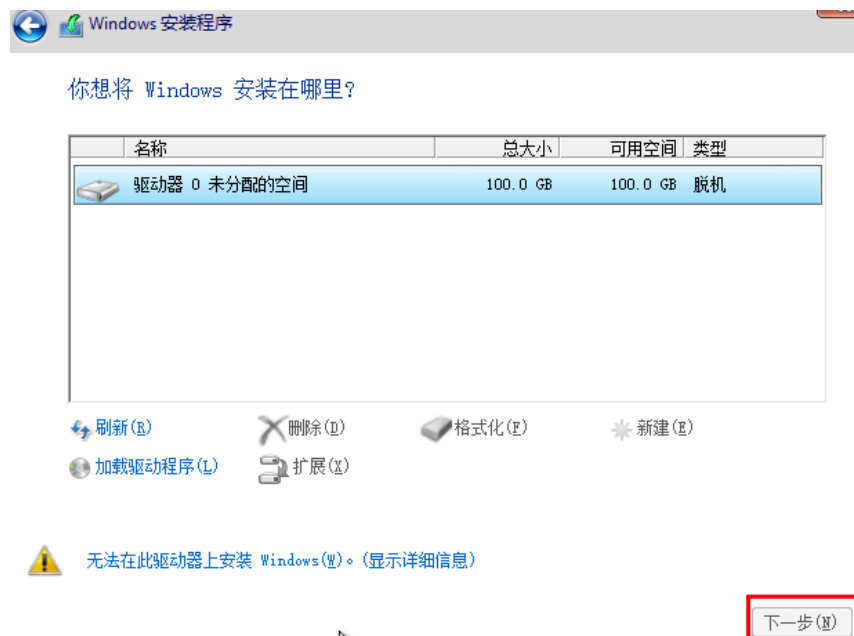 Windows 安装程序
你想将 Windows 安装在哪里?
名称 总大小 可用空间 类型
驱动器 0 未分配的空间 100.0 GB 100.0 GB 脱机
刷新(R) 删除(D) 格式化(F) 新建(E)
加载驱动程序(L) 扩展(X)
无法在此驱动器上安装 Windows(W)。(显示详细信息)
下一步(N)